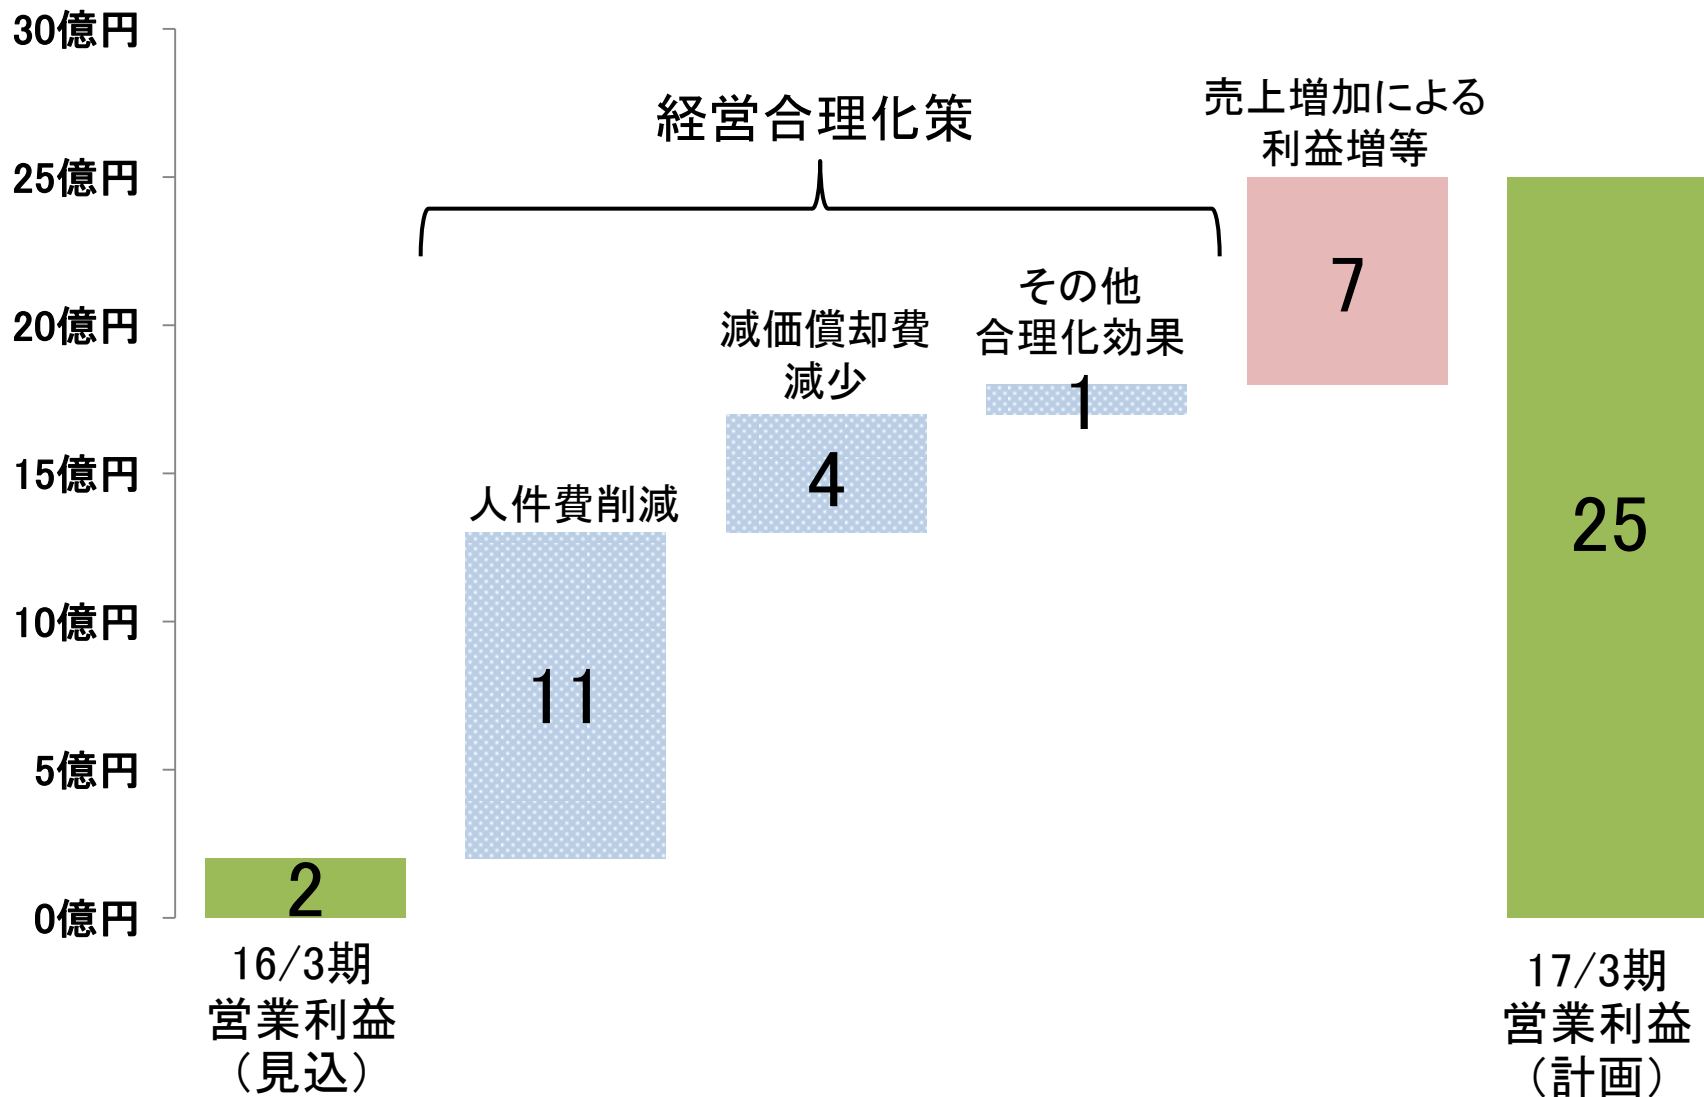 30億円
25億円
20億円
15億円
10億円
5億円
0億円
経営合理化策
売上増加による
利益増等
7
その他
合理化効果
1
減価償却費
減少
4
人件費削減
11
2
25
16/3期
営業利益
（見込）
17/3期
営業利益
（計画）